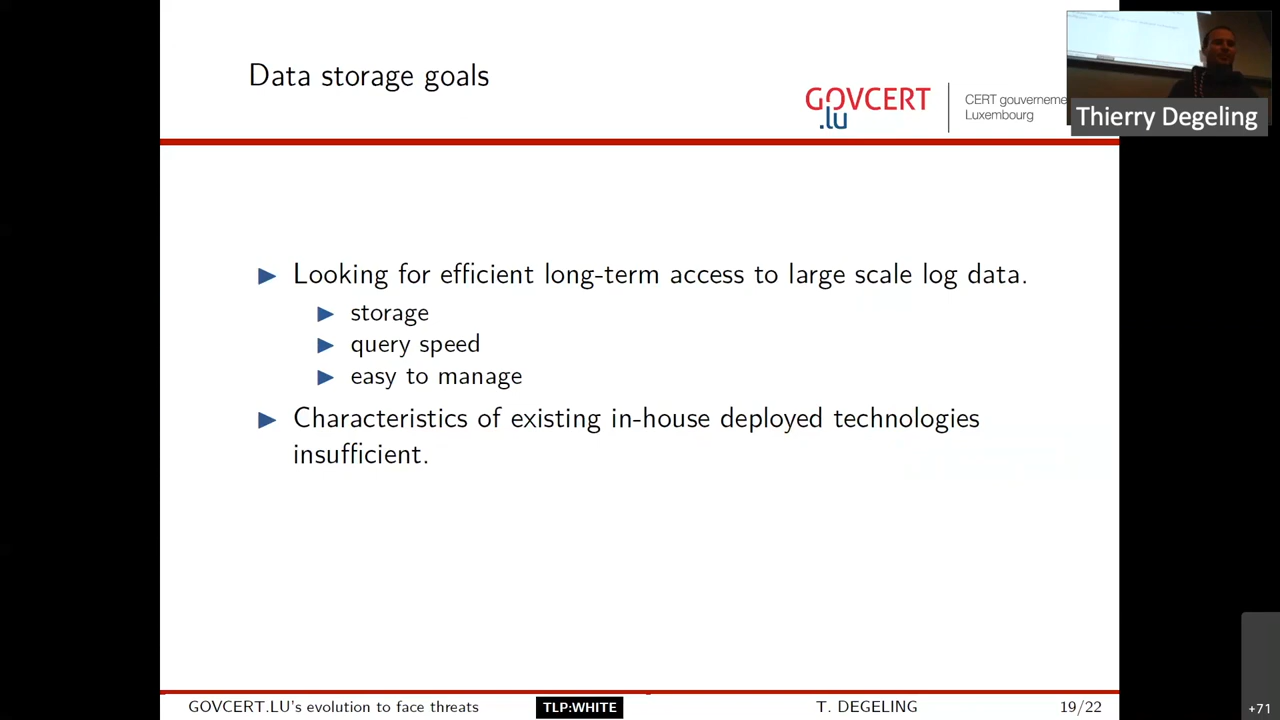 Data storage goals
GOVCERT
.lu
CERT gouverneme
Luxembourg
Thierry Degeling
Looking for efficient long-term access to large scale log data.
storage
query speed
easy to manage
Characteristics of existing in-house deployed technologies
insufficient.
GOVCERT.LU's evolution to face threats
TLP:WHITE
T. DEGELING
19/22
+71